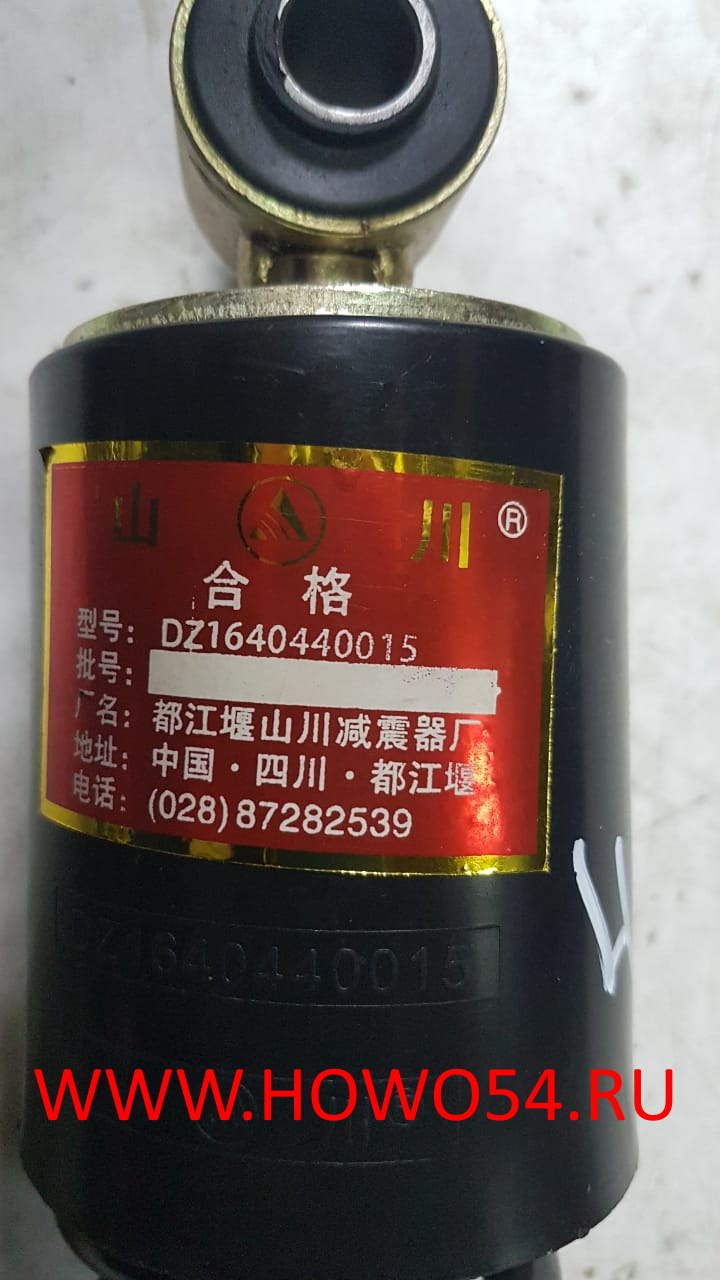 山 川 ®
合 格
型号: DZ1640440015
批号:
厂名: 都江堰山川减震器厂
地址: 中国·四川·都江堰
电话: (028)87282539
DZ1640440015
WWW.HOWO54.RU
川 ®